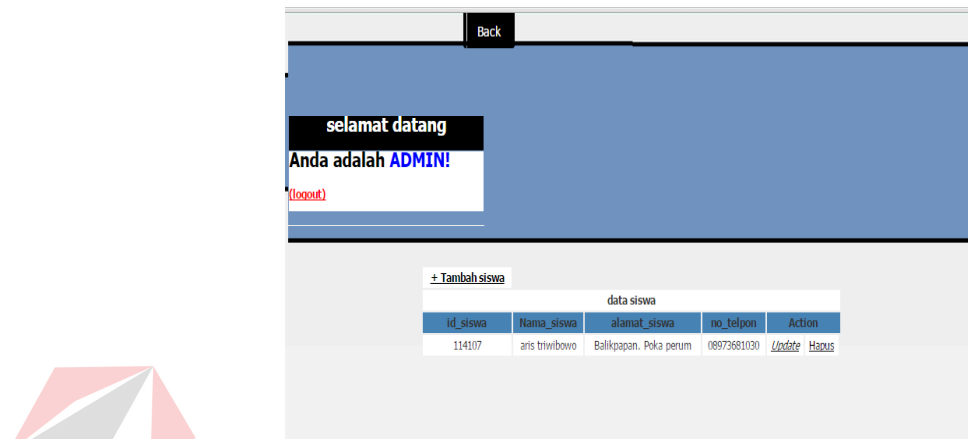 Back
selamat datang
Anda adalah ADMIN!
(logout)
+ Tambah siswa
data siswa
id_siswa Nama_siswa alamat_siswa no_telpon Action
114107 aris triwibowo Balikpapan. Poka perum 08973681030 Update Hapus